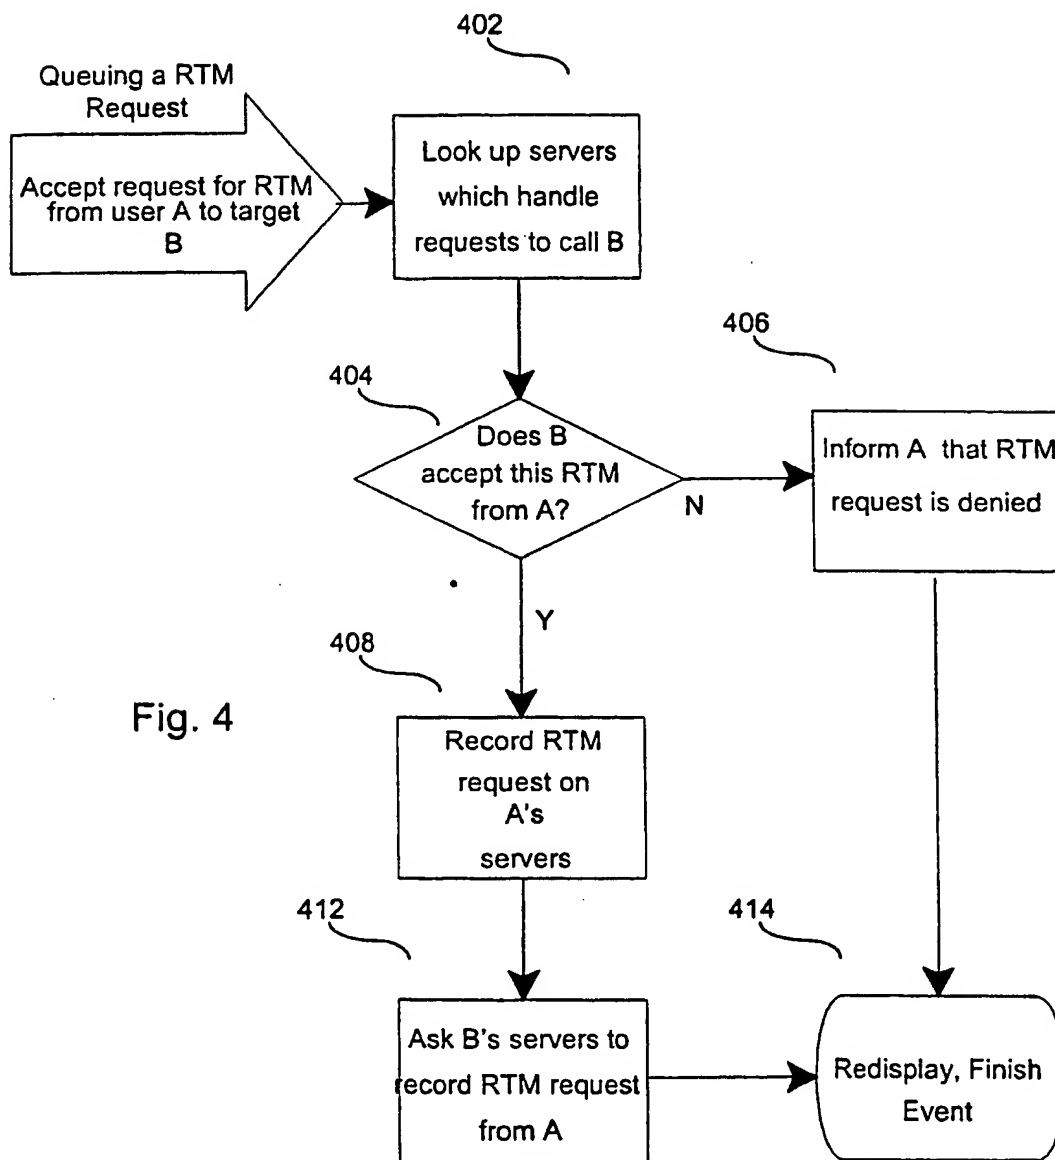 402
Queuing a RTM
Request
Accept request for RTM
from user A to target
B
Look up servers
which handle
requests to call B
406
404
Does B
accept this RTM
from A?
N
Inform A that RTM
request is denied
Y
408
Fig. 4
Record RTM
request on
A's
servers
412
414
Ask B's servers to
record RTM request
from A
Redisplay, Finish
Event